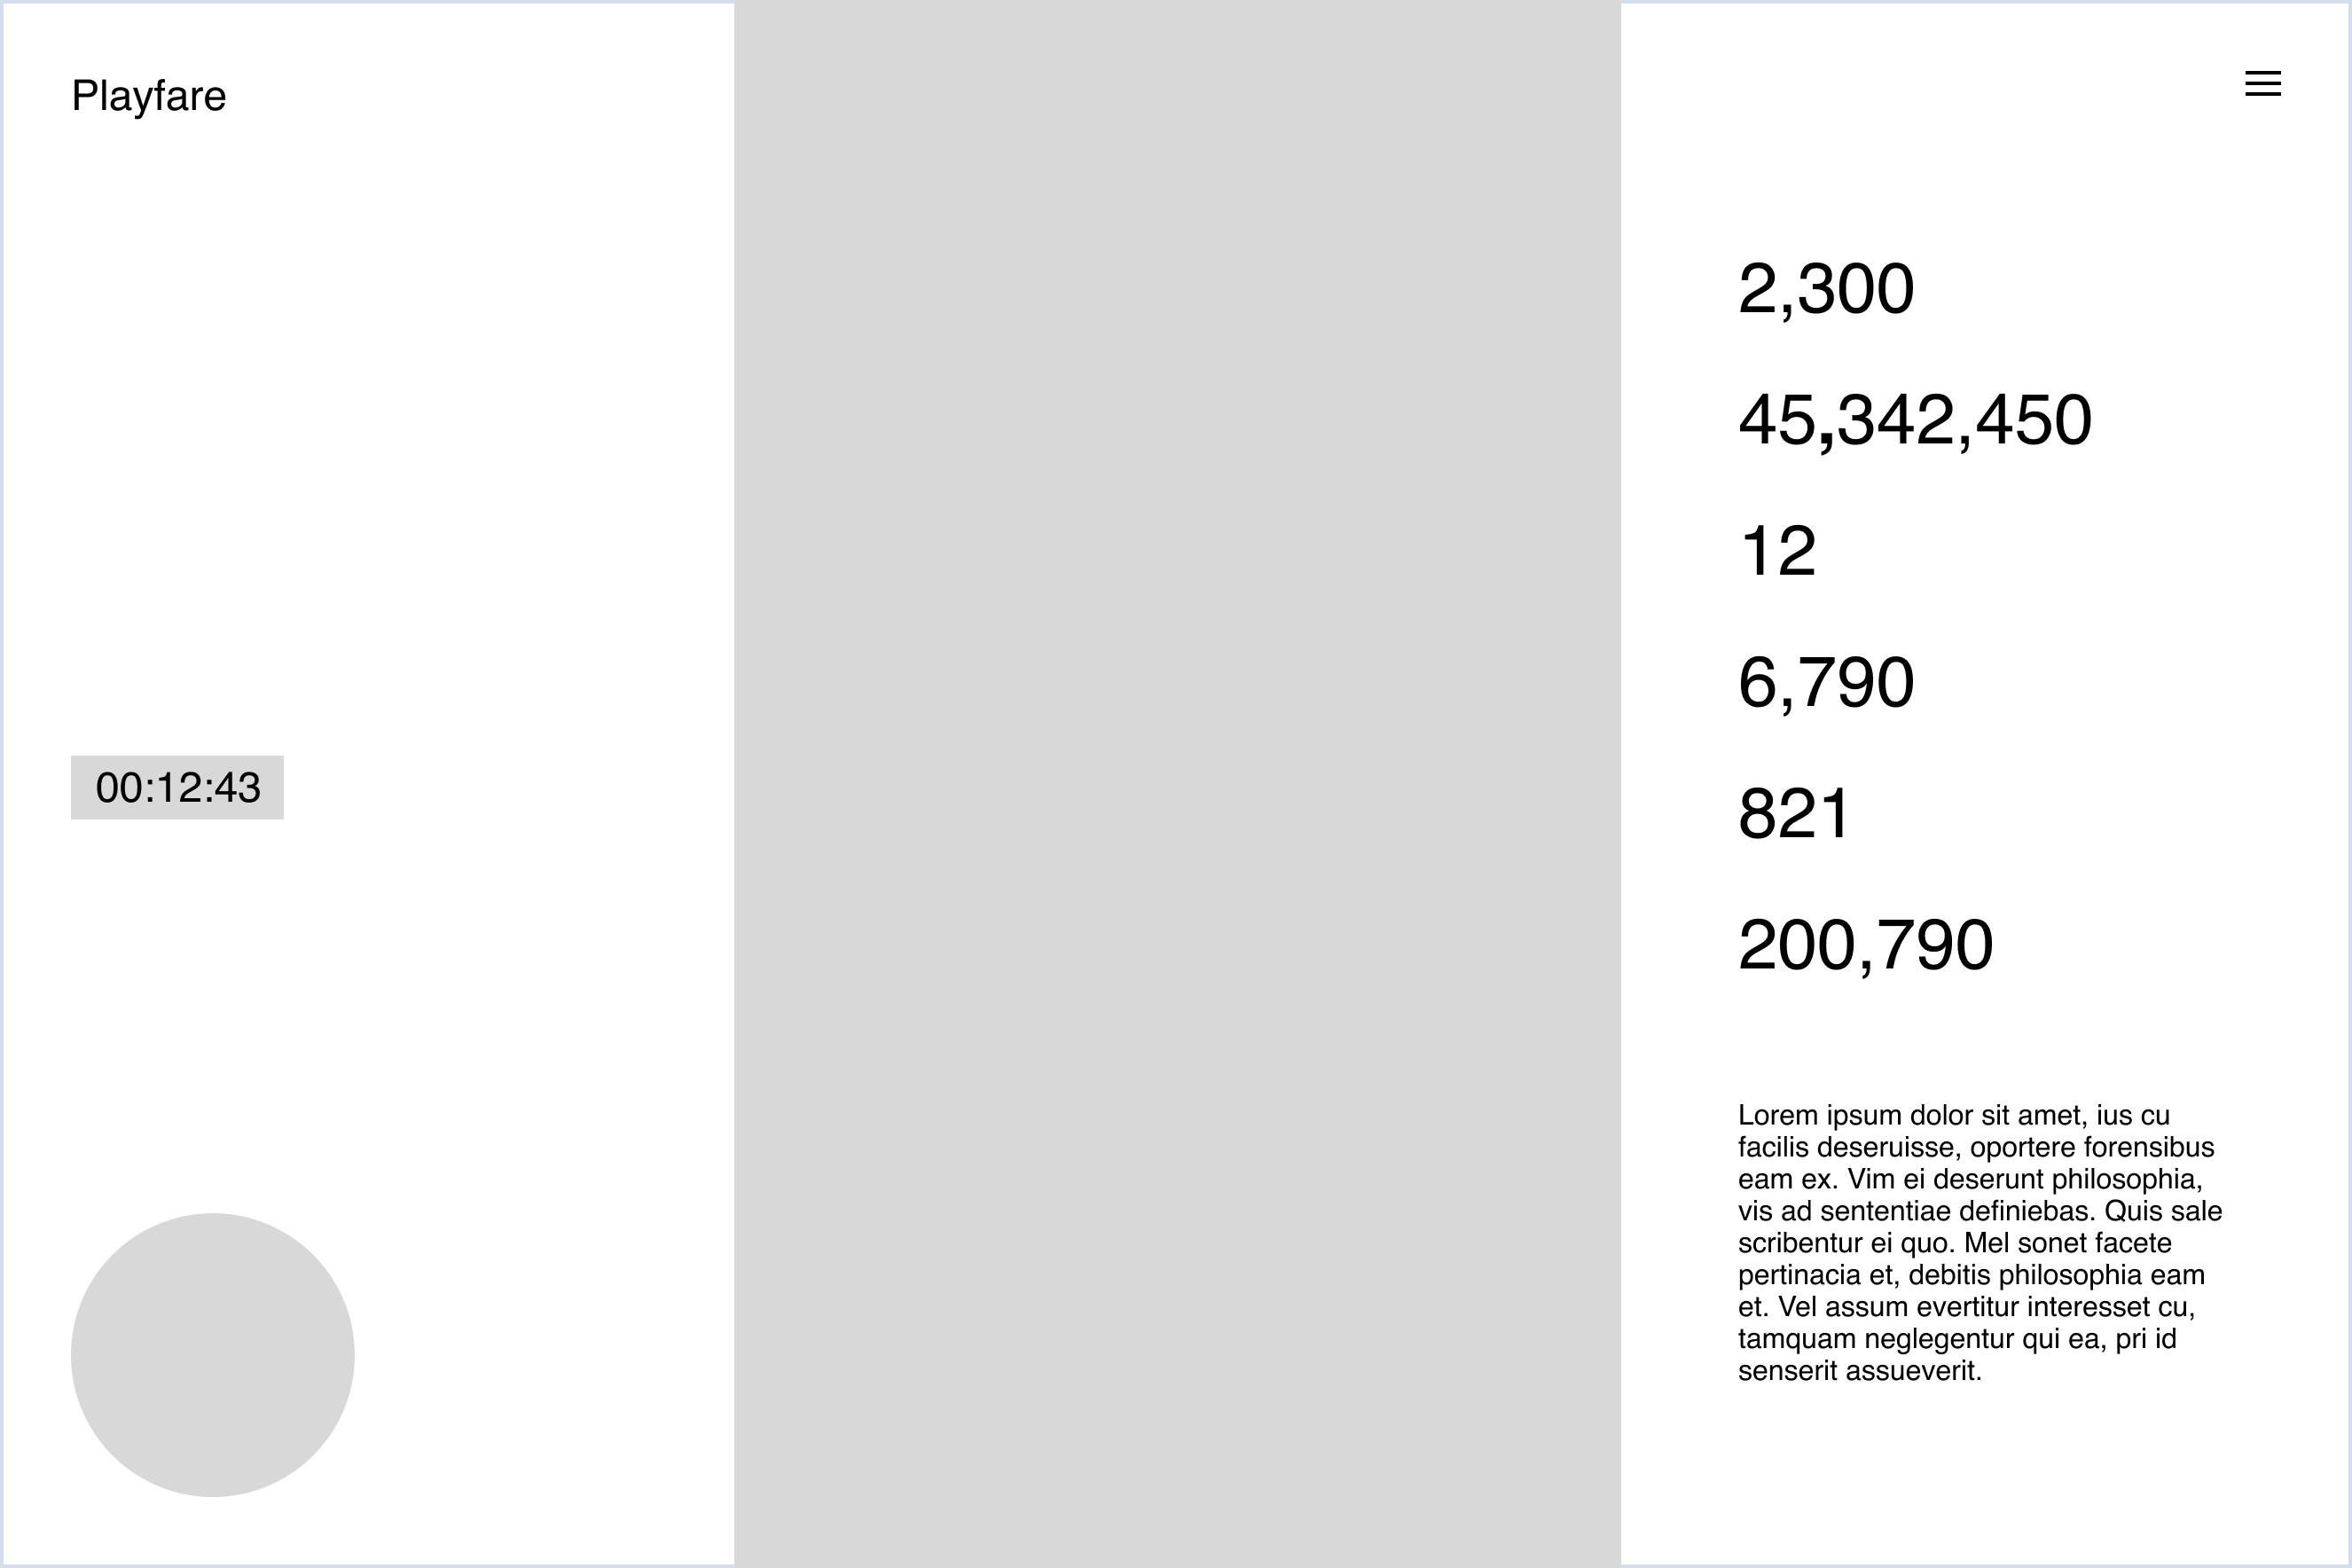 Playfare
00:12:43
2,300
45,342,450
12
6,790
821
200,790
Lorem ipsum dolor sit amet, ius cu
facilis deseruisse, oportere forensibus
eam ex. Vim ei deserunt philosophia,
vis ad sententiae definiebas. Quis sale
scribentur ei quo. Mel sonet facete
pertinacia et, debitis philosophia eam
et. Vel assum evertitur interesset cu,
tamquam neglegentur qui ea, pri id
senserit assueverit.